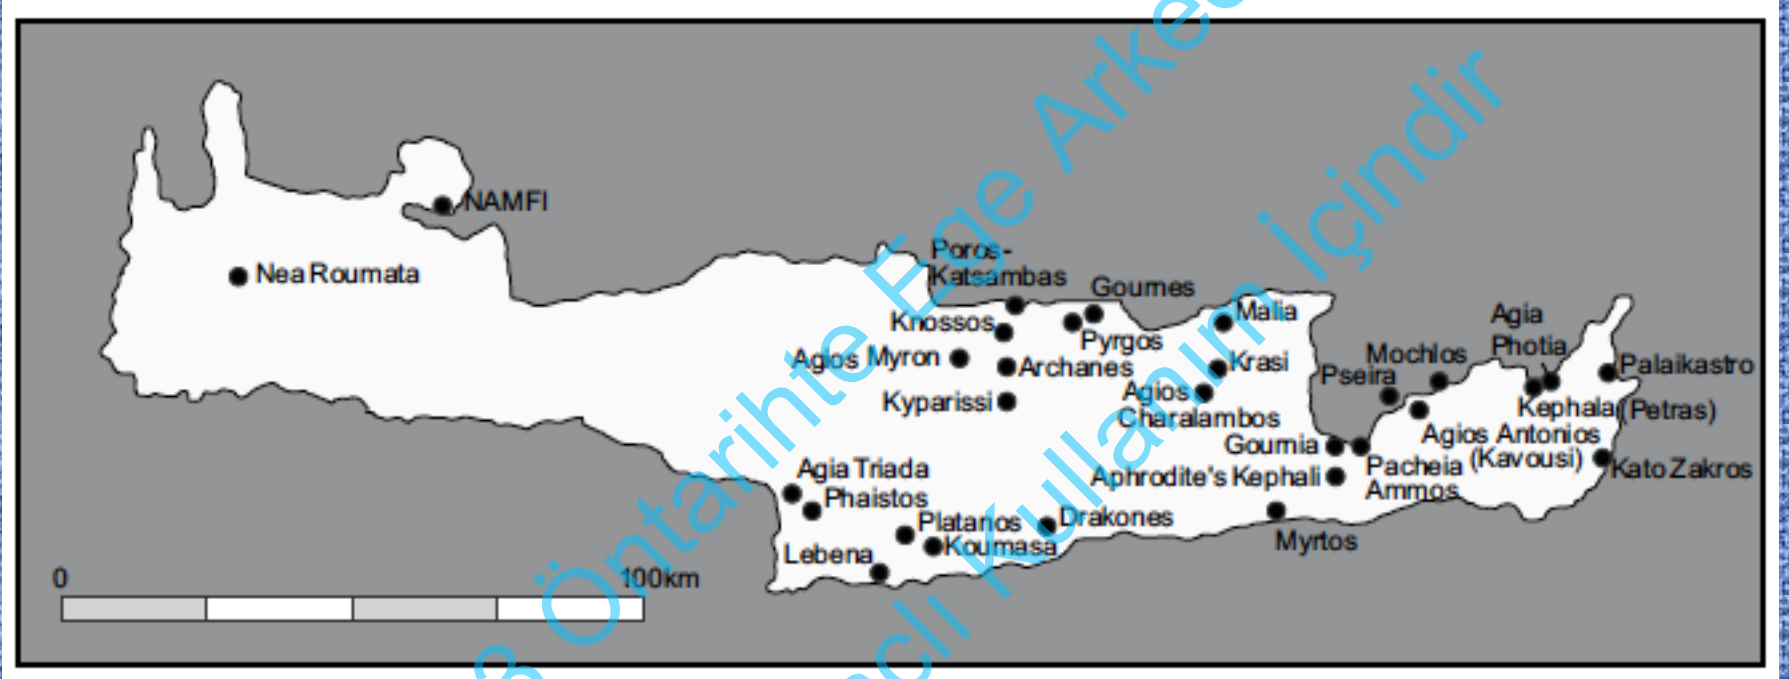 NAMFI
Nea Roumata
Poros-
Katsambas
Gournes
Knossos
Pyrgos
Malia
Agios Myron
Archanes
Krasi
Kyparissi
Agios
Charalambos
Agia
Photia
Mochlos
Pseira
Palaikastro
Kephala (Petras)
Gournia
Agios Antonios
(Kavousi)
Pacheia
Ammos
Aphrodite's Kephali
Kato Zakros
Agia Triada
Phaistos
Platanos
Drakones
Koumasa
Lebena
Myrtos
0
100km
3 Öntarihte Ege
Kullanım İçindir